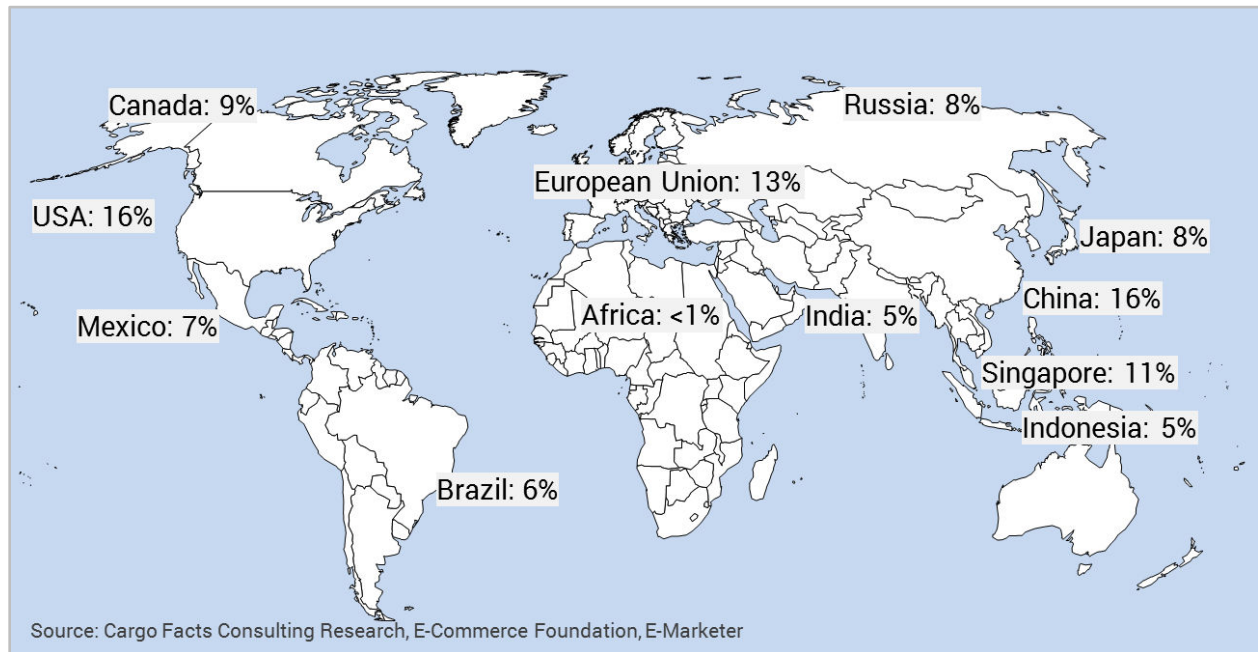 Canada: 9%
Russia: 8%
European Union: 13%
USA: 16%
Japan: 8%
China: 16%
Mexico: 7%
Africa: <1%
India: 5%
Singapore: 11%
Indonesia: 5%
Brazil: 6%
Source: Cargo Facts Consulting Research, E-Commerce Foundation, E-Marketer